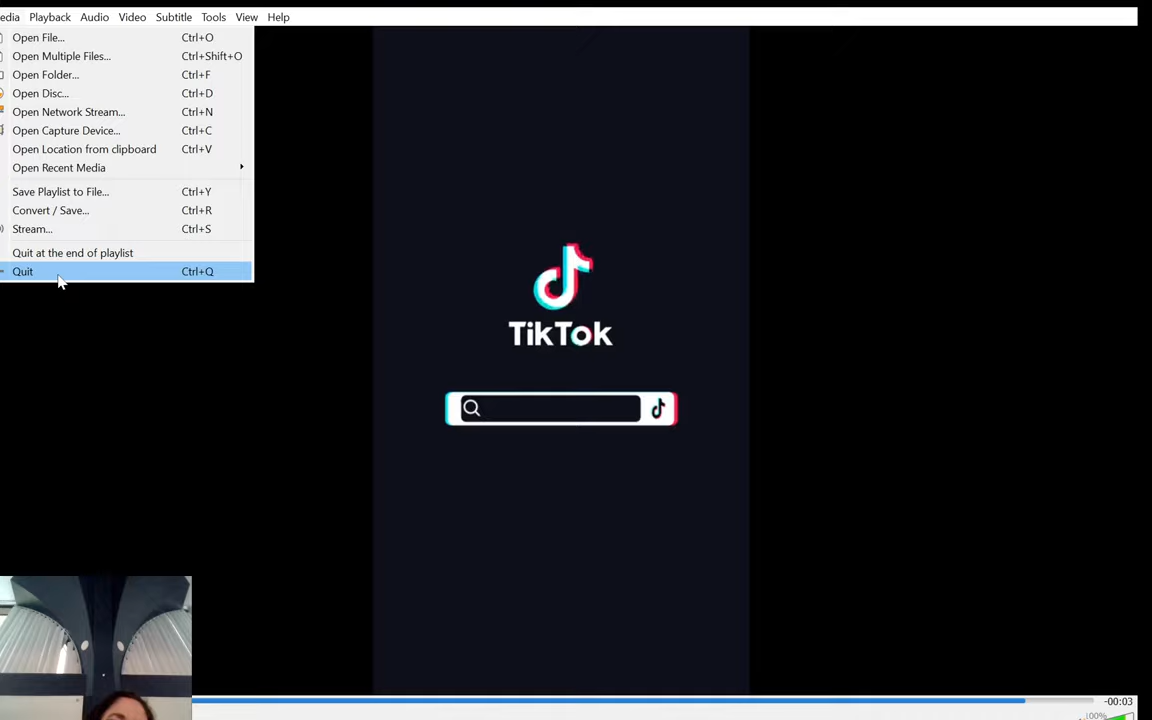 edia Playback Audio Video Subtitle Tools View Help
Open File... Ctrl+O
Open Multiple Files... Ctrl+Shift+O
Open Folder... Ctrl+F
Open Disc... Ctrl+D
Open Network Stream... Ctrl+N
Open Capture Device... Ctrl+C
Open Location from clipboard Ctrl+V
Open Recent Media
Save Playlist to File... Ctrl+Y
Convert / Save... Ctrl+R
Stream... Ctrl+S
Quit at the end of playlist
Quit Ctrl+Q
TikTok
-00:03
100%